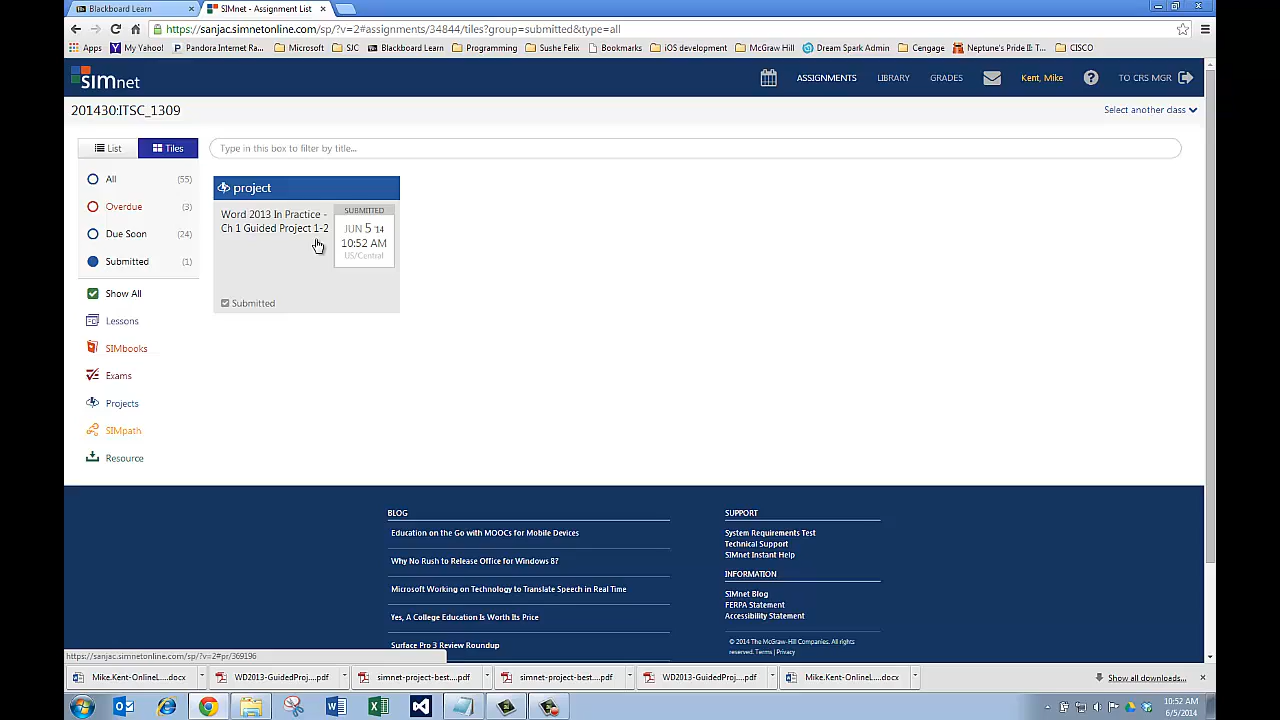 Blackboard Learn
SIMnet - Assignment List
https://sanjac.simnetonline.com/sp/?v=2#assignments/34844/tiles?group=submitted&type=all
Apps My Yahoo! Pandora Internet Ra... Microsoft SJC Blackboard Learn Programming Sushe Felix Bookmarks iOS development McGraw Hill Dream Spark Admin Cengage Neptune's Pride II: T... CISCO
simnet
ASSIGNMENTS LIBRARY GRADES Kent, Mike ? TO CRS MGR
201430:ITSC_1309
Select another class
List Tiles
Type in this box to filter by title...
All (55)
Overdue (3)
Due Soon (24)
Submitted (1)
Show All
Lessons
SIMbooks
Exams
Projects
SIMpath
Resource
project
Word 2013 In Practice -
Ch 1 Guided Project 1-2
SUBMITTED
JUN 5 '14
10:52 AM
US/Central
Submitted
BLOG
Education on the Go with MOOCs for Mobile Devices
Why No Rush to Release Office for Windows 8?
Microsoft Working on Technology to Translate Speech in Real Time
Yes, A College Education Is Worth Its Price
Surface Pro 3 Review Roundup
SUPPORT
System Requirements Test
Technical Support
SIMnet Instant Help
INFORMATION
SIMnet Blog
FERPA Statement
Accessibility Statement
© 2014 The McGraw-Hill Companies. All rights
reserved. Terms | Privacy
https://sanjac.simnetonline.com/sp/?v=2#pr/369196
Mike.Kent-OnlineL....docx
WD2013-GuidedProj....pdf
simnet-project-best....pdf
simnet-project-best....pdf
WD2013-GuidedProj....pdf
Mike.Kent-OnlineL....docx
Show all downloads...
10:52 AM
6/5/2014